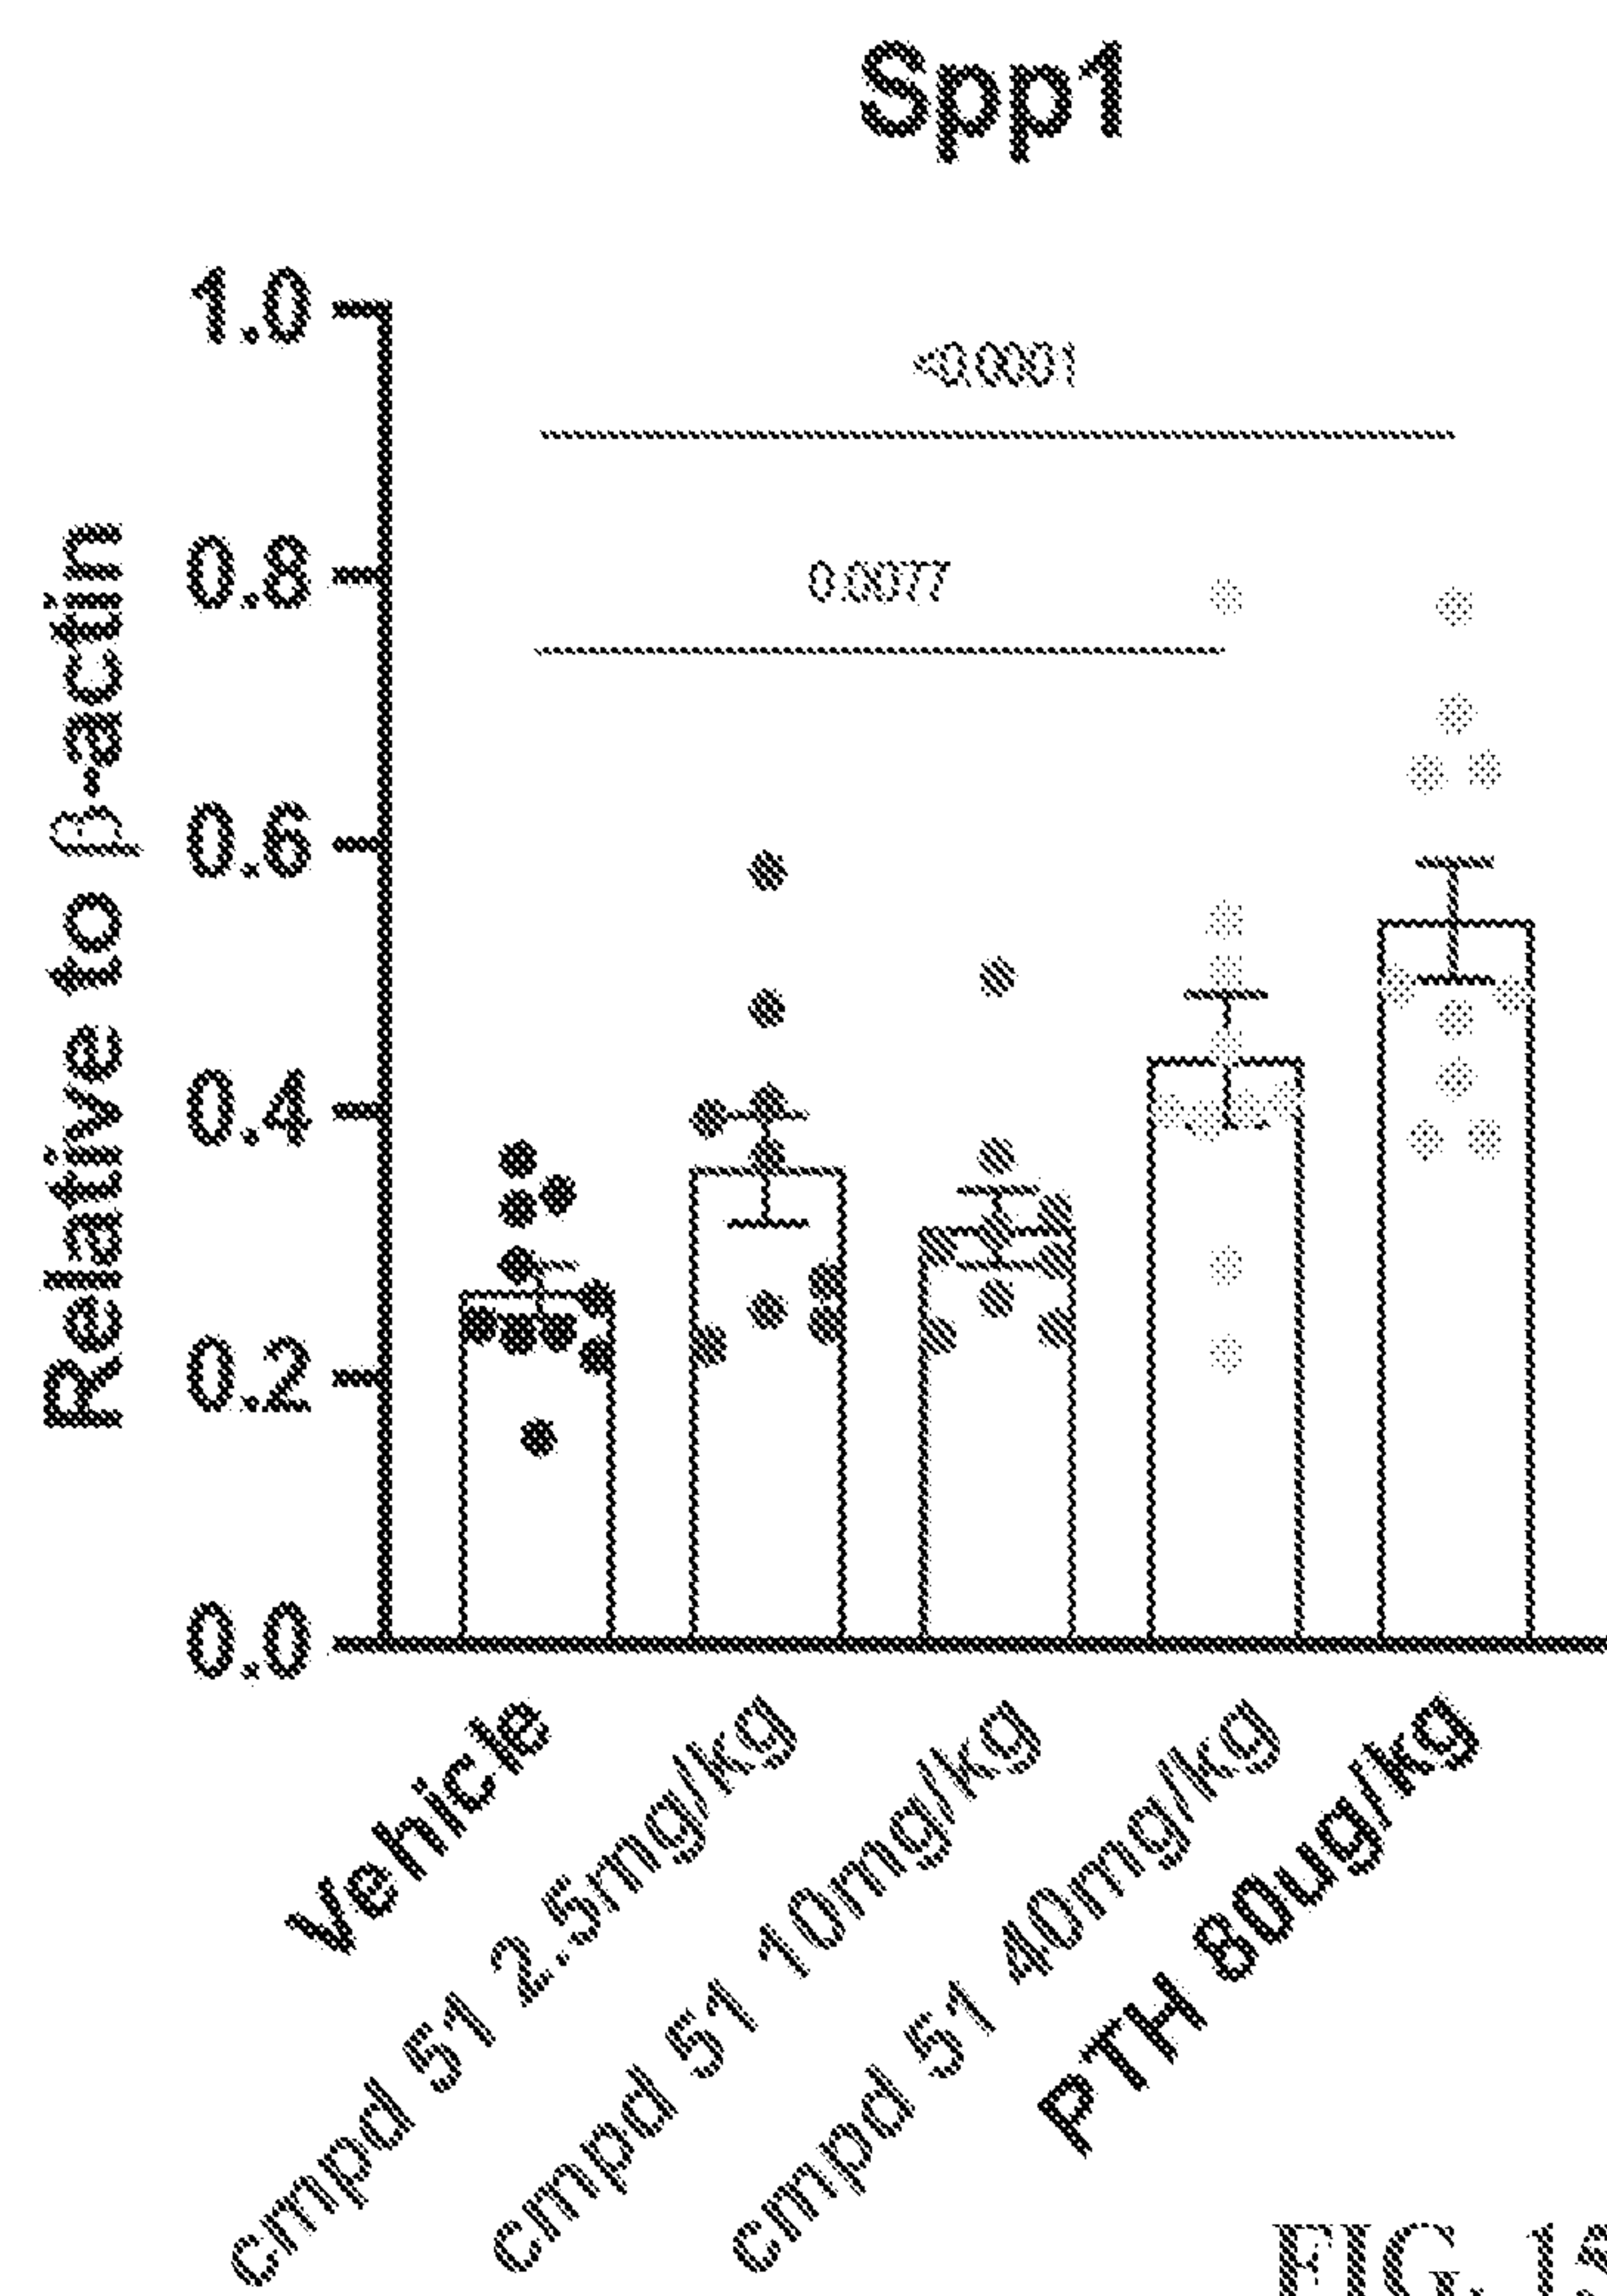 Spp1
Relative to β-actin
1.0
0.8
0.6
0.4
0.2
0.0
<0.0001
0.0077
Vehicle
cmpd 51 2.5mg/kg
cmpd 51 10mg/kg
cmpd 51 40mg/kg
PTH 80ug/kg
FIG.